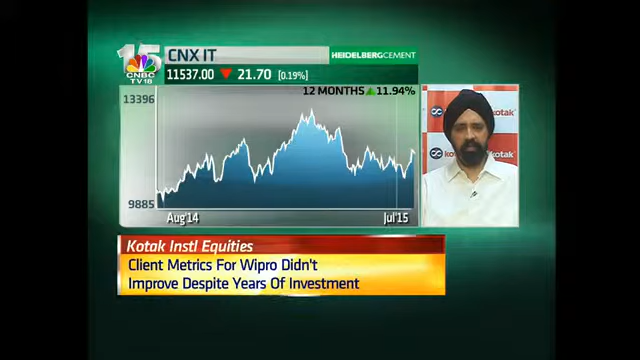 15
CNBC
TV18
CNX IT
HEIDELBERGCEMENT
11537.00 ▼ 21.70 [0.19%]
12 MONTHS ▲ 11.94%
13396
9885
Aug'14
Jul'15
kotak
kotak
Kotak Instl Equities
Client Metrics For Wipro Didn't
Improve Despite Years Of Investment